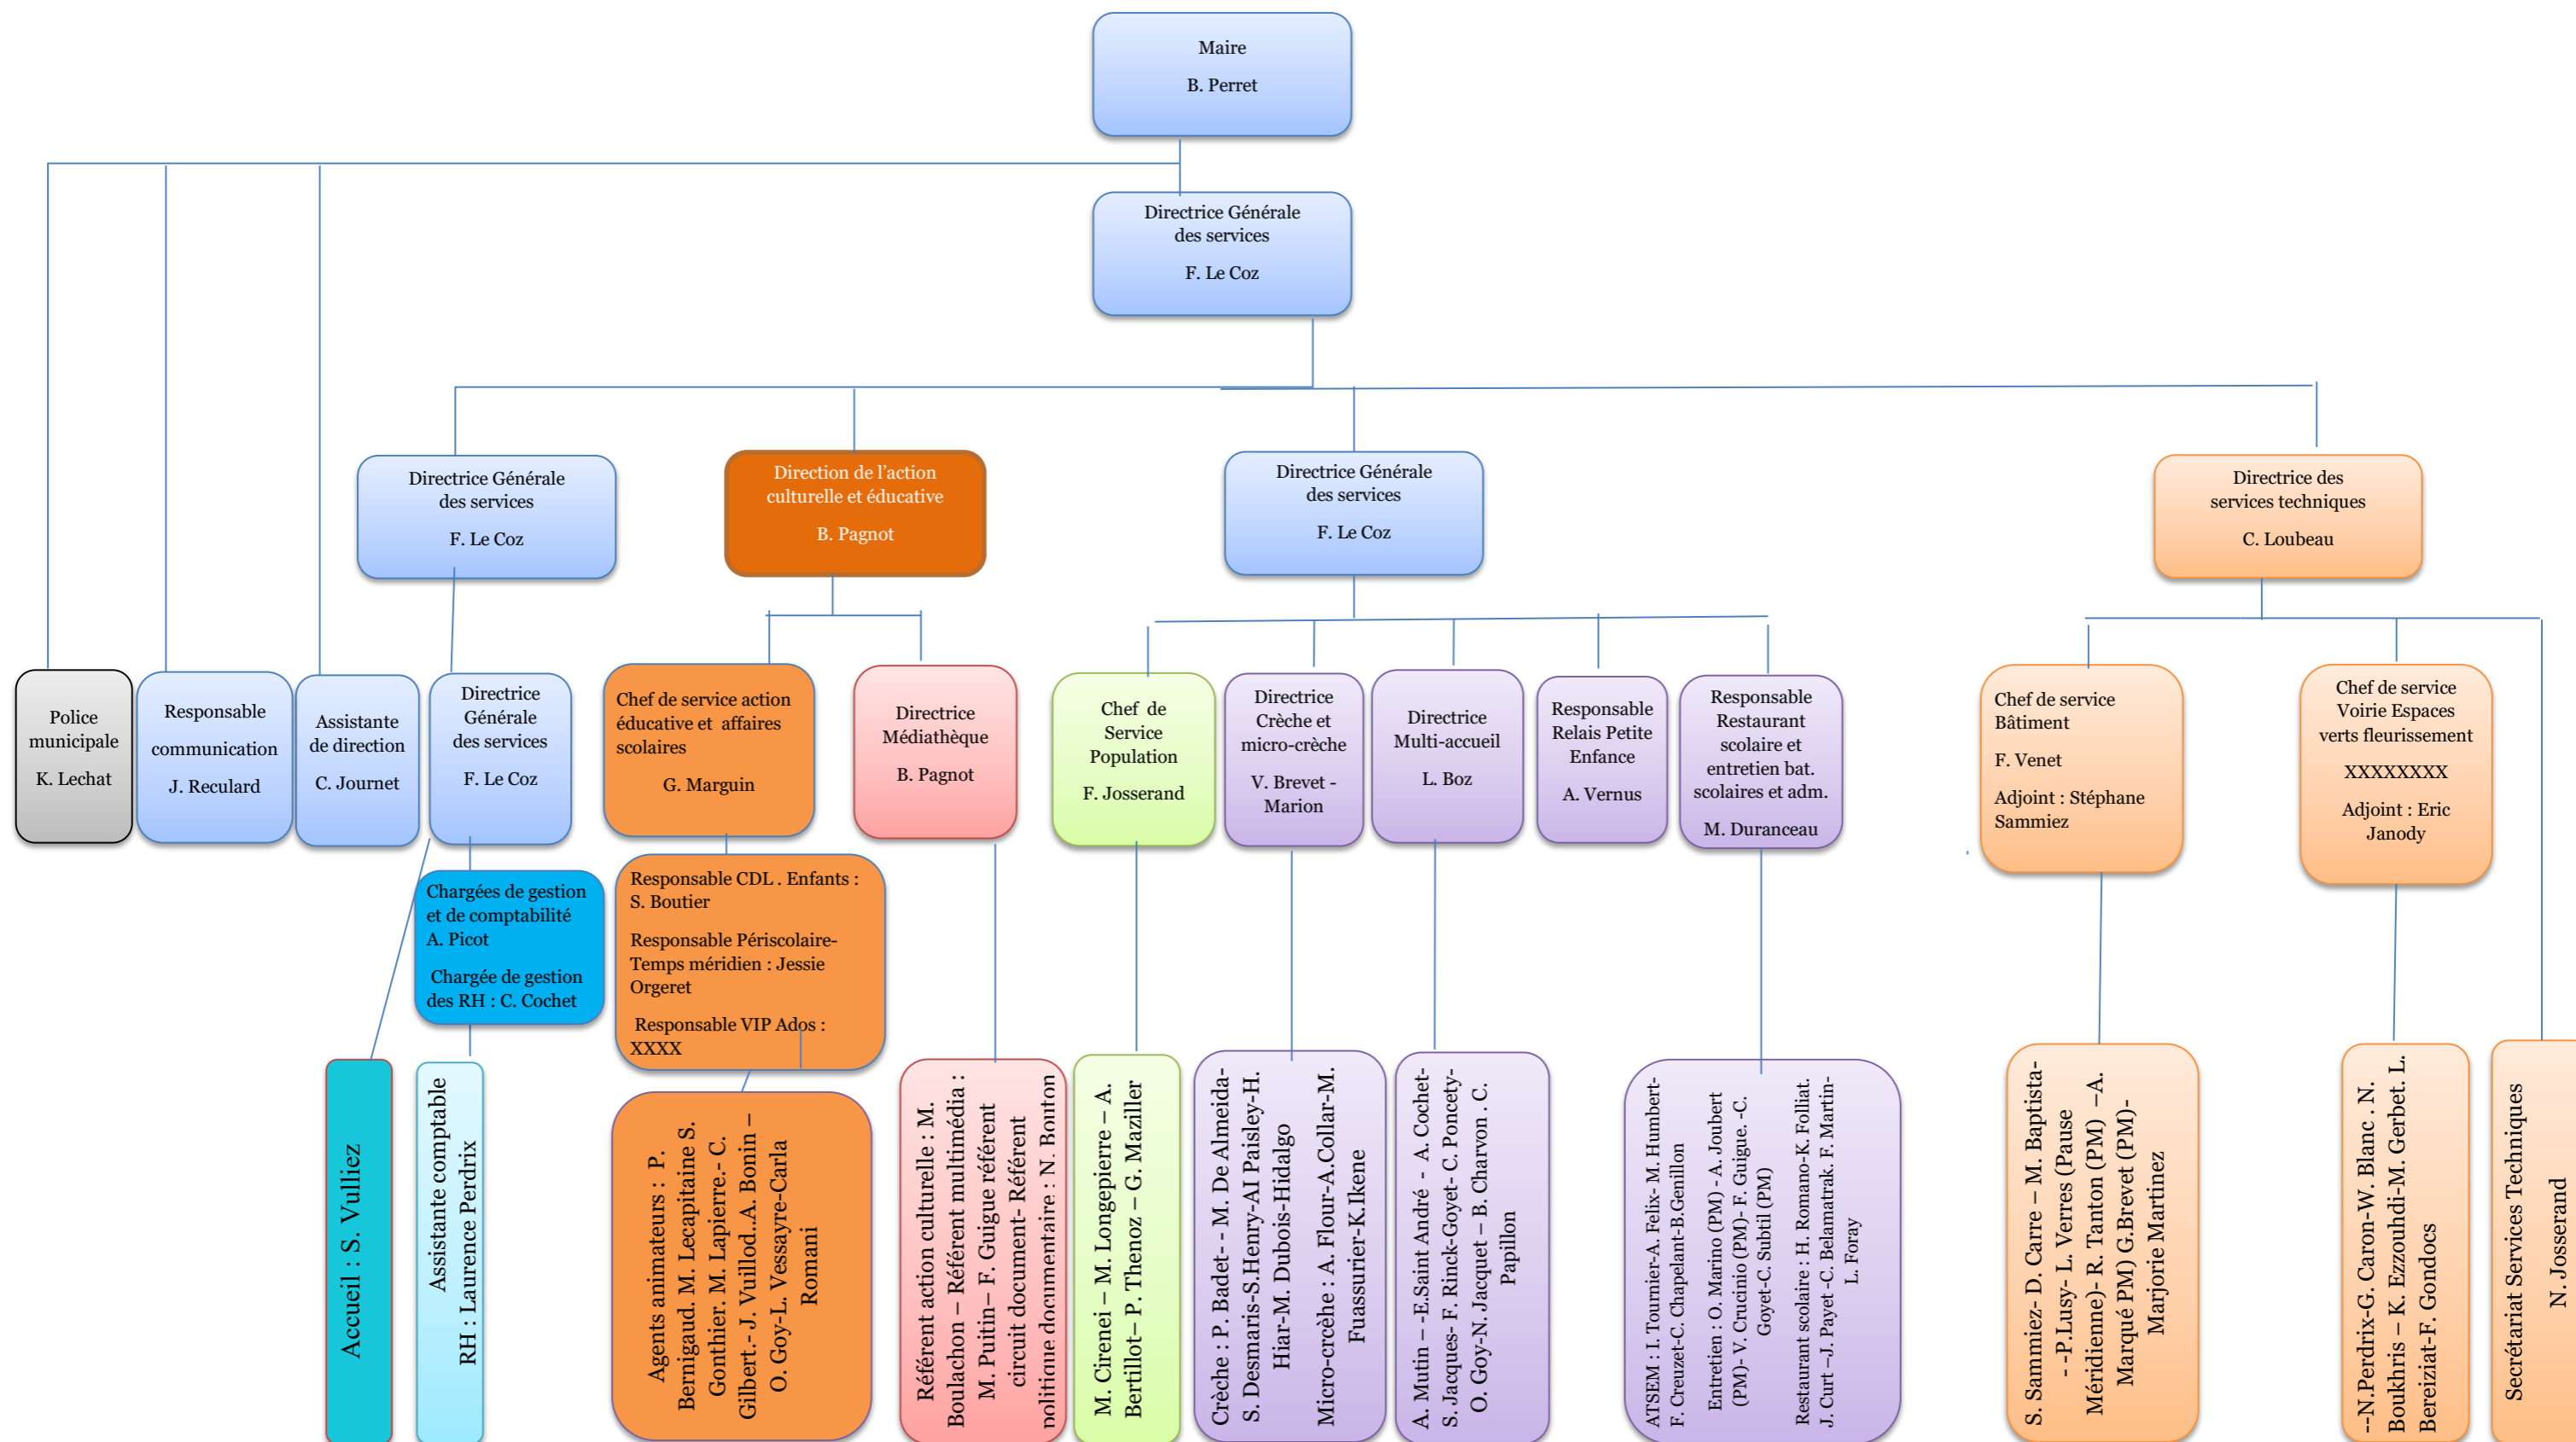 Maire
B. Perret
Directrice Générale
des services
F. Le Coz
Directrice Générale
des services
F. Le Coz
Direction de l'action
culturelle et éducative
B. Pagnot
Directrice Générale
des services
F. Le Coz
Directrice des
services techniques
C. Loubeau
Police
municipale
K. Lechat
Responsable
communication
J. Reculard
Assistante
de direction
C. Journet
Directrice
Générale
des services
F. Le Coz
Chef de service action
éducative et affaires
scolaires
G. Marguin
Directrice
Médiathèque
B. Pagnot
Chef de
Service
Population
F. Josserand
Directrice
Crèche et
micro-crèche
V. Brevet -
Marion
Directrice
Multi-accueil
L. Boz
Responsable
Relais Petite
Enfance
A. Vernus
Responsable
Restaurant
scolaire et
entretien bat.
scolaires et adm.
M. Duranceau
Chef de service
Bâtiment
F. Venet
Adjoint : Stéphane
Sammiez
Chef de service
Voirie Espaces
verts fleurissement
XXXXXXXX
Adjoint : Eric
Janody
Chargées de gestion
et de comptabilité
A. Picot
Chargée de gestion
des RH : C. Cochet
Responsable CDL . Enfants :
S. Boutier
Responsable Périscolaire-
Temps méridien : Jessie
Orgeret
Responsable VIP Ados :
XXXX
Accueil : S. Vulliez
Assistante comptable
RH : Laurence Perdrix
Agents animateurs : P.
Bernigaud. M. Lecapitaine S.
Gonthier. M. Lapierre.- C.
Gilbert.- J. Vuillod..A. Bonin –
O. Goy-L. Vessayre-Carla
Romani
Référent action culturelle : M.
Boulachon – Référent multimédia :
M. Puitin– F. Guigue référent
circuit document- Référent
politique documentaire : N. Bouton
M. Cirenei – M. Longepierre – A.
Bertillot– P. Thenoz – G. Maziller
Crèche : P. Badet- - M. De Almeida-
S. Desmaris-S.Henry-AI Paisley-H.
Hiar-M. Dubois-Hidalgo
Micro-crcèhe : A. Flour-A.Collar-M.
Fuassurier-K.Ikene
A. Mutin – -E.Saint André - A. Cochet-
S. Jacques- F. Rinck-Goyet- C. Poncety-
O. Goy-N. Jacquet – B. Charvon . C.
Papillon
ATSEM : I. Tournier-A. Felix- M. Humbert-
F. Creuzet-C. Chapelant-B.Genillon
Entretien : O. Marino (PM) - A. Joubert
(PM)- V. Crucinio (PM)- F. Guigue. -C.
Goyet-C. Subtil (PM)
Restaurant scolaire : H. Romano-K. Folliat.
J. Curt –J. Payet -C. Belamatrak. F. Martin-
L. Foray
S. Sammiez- D. Carre – M. Baptista-
- -P.Lusy- L. Verres (Pause
Méridienne)- R. Tanton (PM) –A.
Marqué PM) G.Brevet (PM)-
Marjorie Martinez
--N.Perdrix-G. Caron-W. Blanc . N.
Boukhris – K. Ezzouhdi-M. Gerbet. L.
Bereiziat-F. Gondocs
Secrétariat Services Techniques
N. Josserand